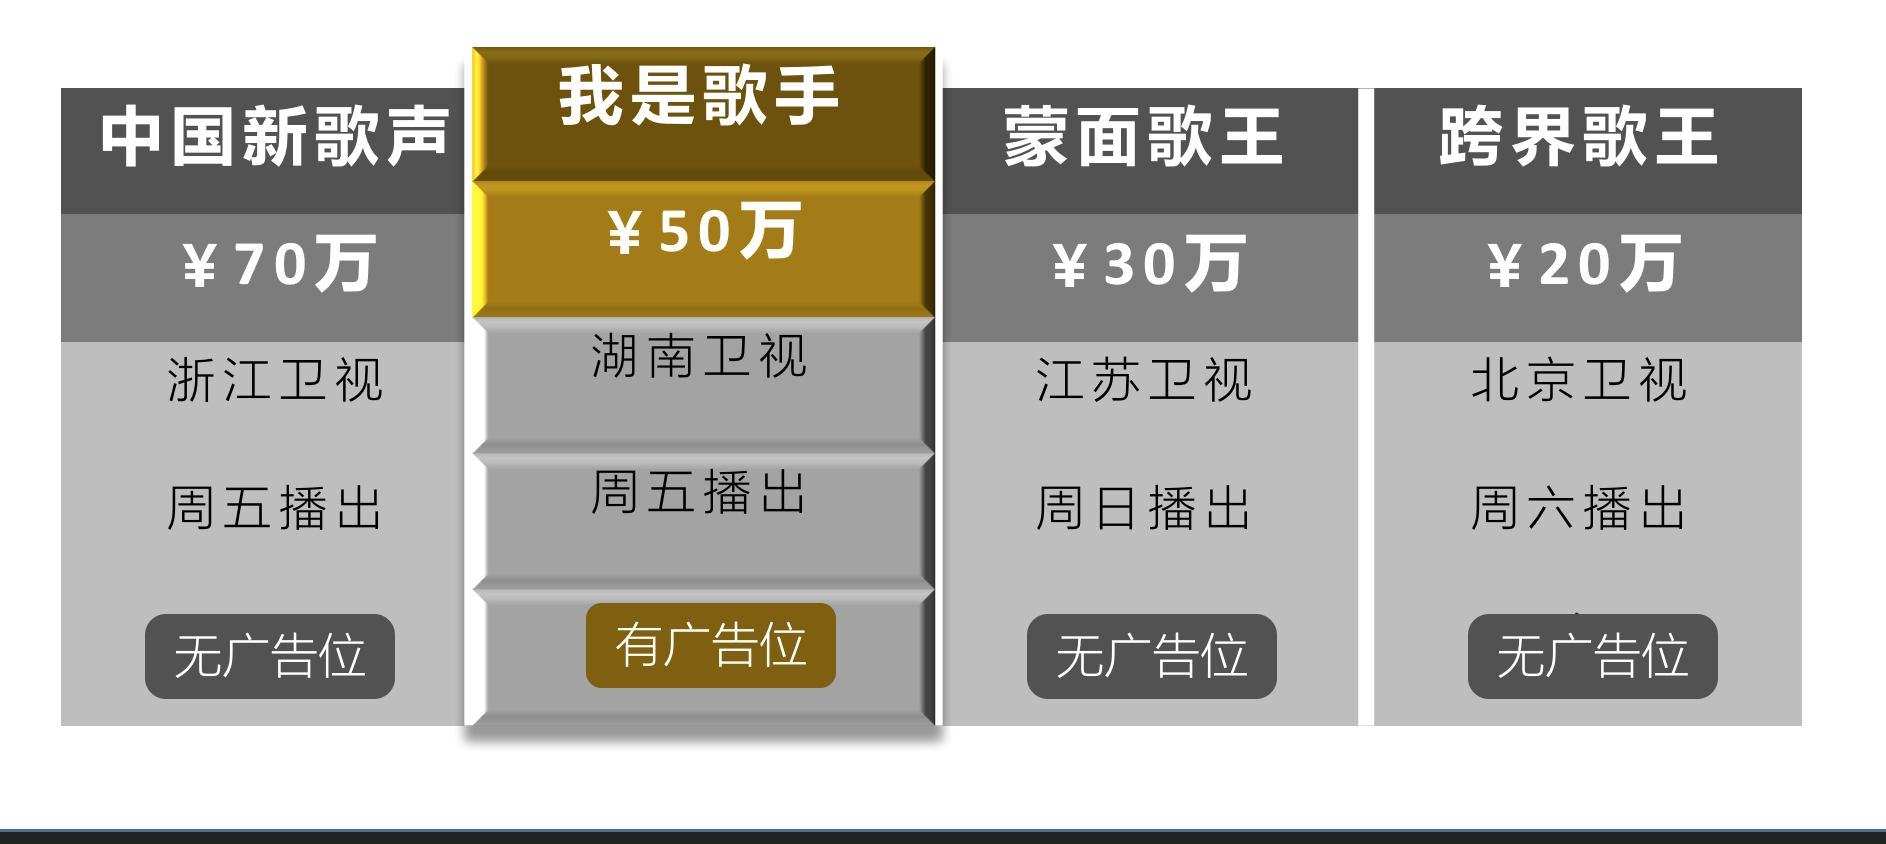 中国新歌声
¥70万
浙江卫视
周五播出
无广告位
我是歌手
¥50万
湖南卫视
周五播出
有广告位
蒙面歌王
¥30万
江苏卫视
周日播出
无广告位
跨界歌王
¥20万
北京卫视
周六播出
无广告位